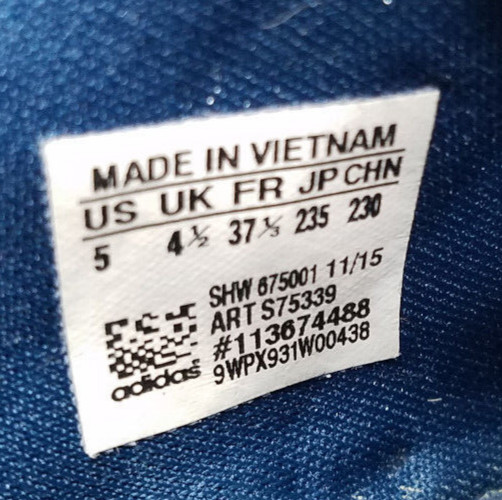 MADE IN VIETNAM
US UK FR JP CHN
5 4½ 37⅓ 235 230
SHW 675001 11/15
ART S75339
#113674488
9WPX931W00438
adidas